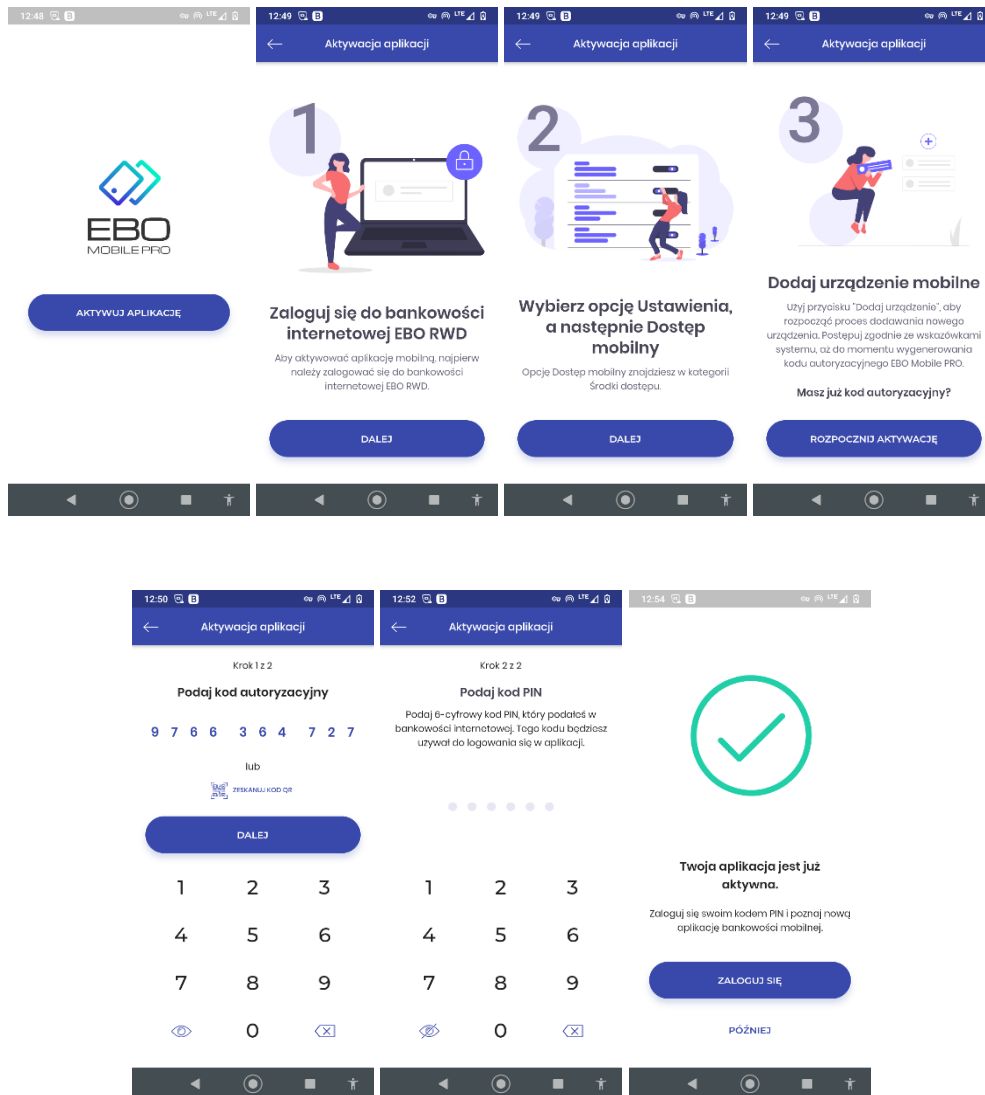 12:48
LTE
EBO
MOBILE PRO
AKTYWUJ APLIKACJĘ
12:49
LTE
Aktywacja aplikacji
1
Zaloguj się do bankowości
internetowej EBO RWD
Aby aktywować aplikację mobilną, najpierw
należy zalogować się do bankowości
internetowej EBO RWD.
DALEJ
12:49
LTE
Aktywacja aplikacji
2
Wybierz opcję Ustawienia,
a następnie Dostęp
mobilny
Opcję Dostęp mobilny znajdziesz w kategorii
Środki dostępu.
DALEJ
12:49
LTE
Aktywacja aplikacji
3
Dodaj urządzenie mobilne
Użyj przycisku "Dodaj urządzenie", aby
rozpocząć proces dodawania nowego
urządzenia. Postępuj zgodnie ze wskazówkami
systemu, aż do momentu wygenerowania
kodu autoryzacyjnego EBO Mobile PRO.
Masz już kod autoryzacyjny?
ROZPOCZNIJ AKTYWACJĘ
12:50
LTE
Aktywacja aplikacji
Krok 1 z 2
Podaj kod autoryzacyjny
9 7 6 6 3 6 4 7 2 7
lub
ZESKANUJ KOD QR
DALEJ
1 2 3
4 5 6
7 8 9
0
12:52
LTE
Aktywacja aplikacji
Krok 2 z 2
Podaj kod PIN
Podaj 6-cyfrowy kod PIN, który podałeś w
bankowości internetowej. Tego kodu będziesz
używał do logowania się w aplikacji.
1 2 3
4 5 6
7 8 9
0
12:54
LTE
Twoja aplikacja jest już
aktywna.
Zaloguj się swoim kodem PIN i poznaj nową
aplikację bankowości mobilnej.
ZALOGUJ SIĘ
PÓŹNIEJ